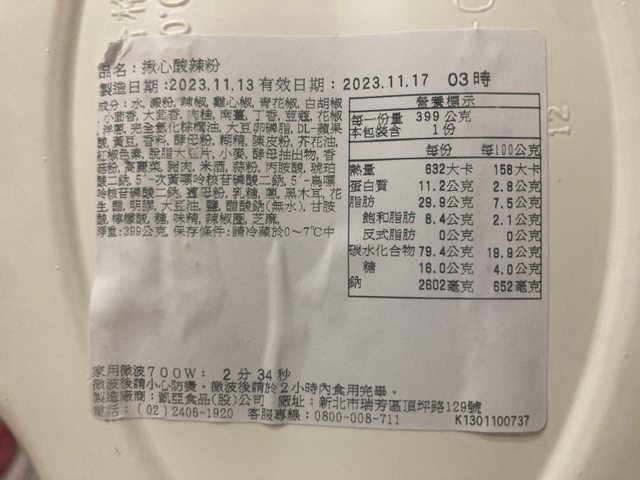 品名：揪心酸辣粉
製造日期：2023.11.13 有效日期：2023.11.17 03時
成分：水,澱粉,辣椒,雞心椒,青花椒,白胡椒
,小茴香,大茴香,肉桂,南薑,丁香,荳蔻,花椒
,洋蔥,完全氫化棕櫚油,大豆卵磷脂,DL-蘋果
酸,黃豆,香料,酵母粉,糊精,陳皮粉,芥花油,
紅椒色素,脫脂大豆片,小麥,酵母抽出物,香
菇粉,高麗菜,豬肉,米酒,蒜粉,丙胺酸,琥珀
酸二鈉,5'-次黃嘌呤核苷磷酸二鈉,5'-鳥嘌
呤核苷磷酸二鈉,薑母粉,乳糖,蔥,黑木耳,花
生,醋,明膠,大豆油,鹽,醋酸鈉(無水),甘胺
酸,檸檬酸,糖,味精,辣椒圈,芝麻,
淨重:399公克,保存條件:請冷藏於0～7℃中
營養標示
每一份量 399 公克
本包裝含 1份
每份 每100公克
熱量 632大卡 158大卡
蛋白質 11.2公克 2.8公克
脂肪 29.9公克 7.5公克
飽和脂肪 8.4公克 2.1公克
反式脂肪 0公克 0公克
碳水化合物 79.4公克 19.9公克
糖 16.0公克 4.0公克
鈉 2602毫克 652毫克
家用微波700W： 2 分 34 秒
微波後請小心防燙。微波後請於2小時內食用完畢。
製造廠商：凱亞食品(股)公司 廠址：新北市瑞芳區頂坪路129號
電話：(02)2406-1920 客服專線：0800-008-711
K1301100737
12